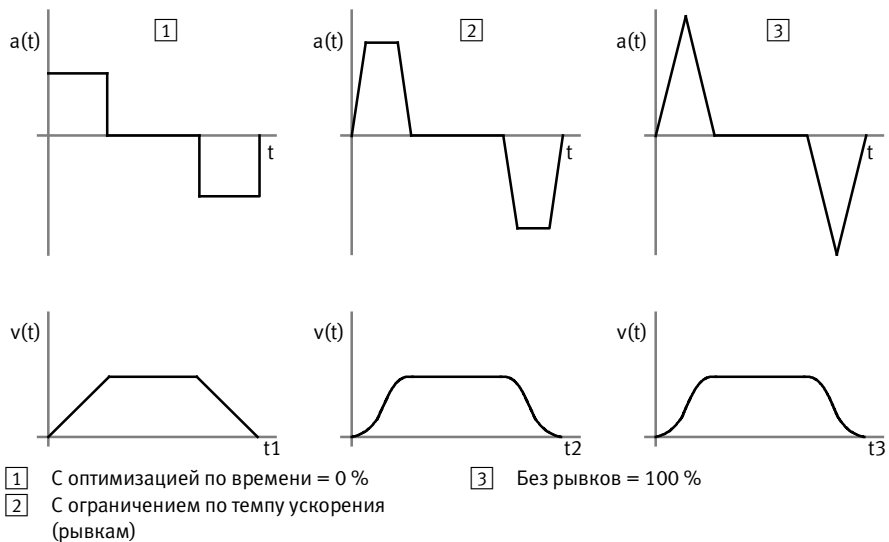 1 2 3
a(t) a(t) a(t)
t t t
v(t) v(t) v(t)
t1 t2 t3
1 С оптимизацией по времени = 0 %
2 С ограничением по темпу ускорения
(рывкам)
3 Без рывков = 100 %